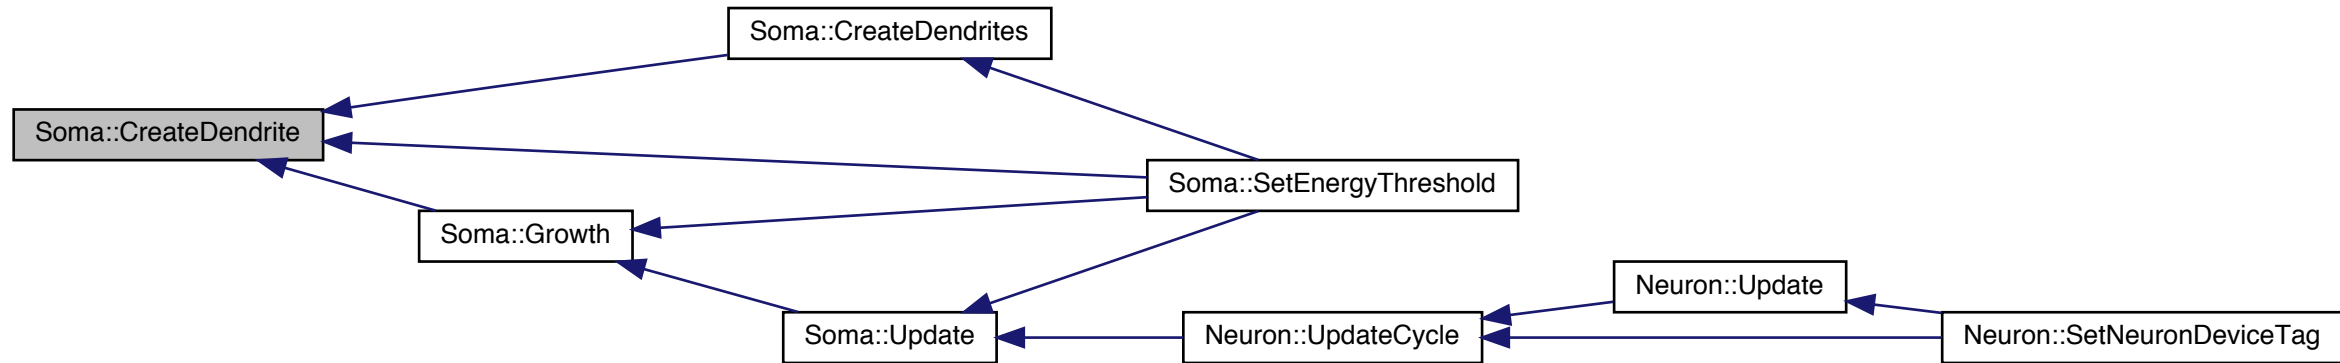 Soma::CreateDendrites
Soma::CreateDendrite
Soma::SetEnergyThreshold
Soma::Growth
Neuron::Update
Soma::Update
Neuron::UpdateCycle
Neuron::SetNeuronDeviceTag